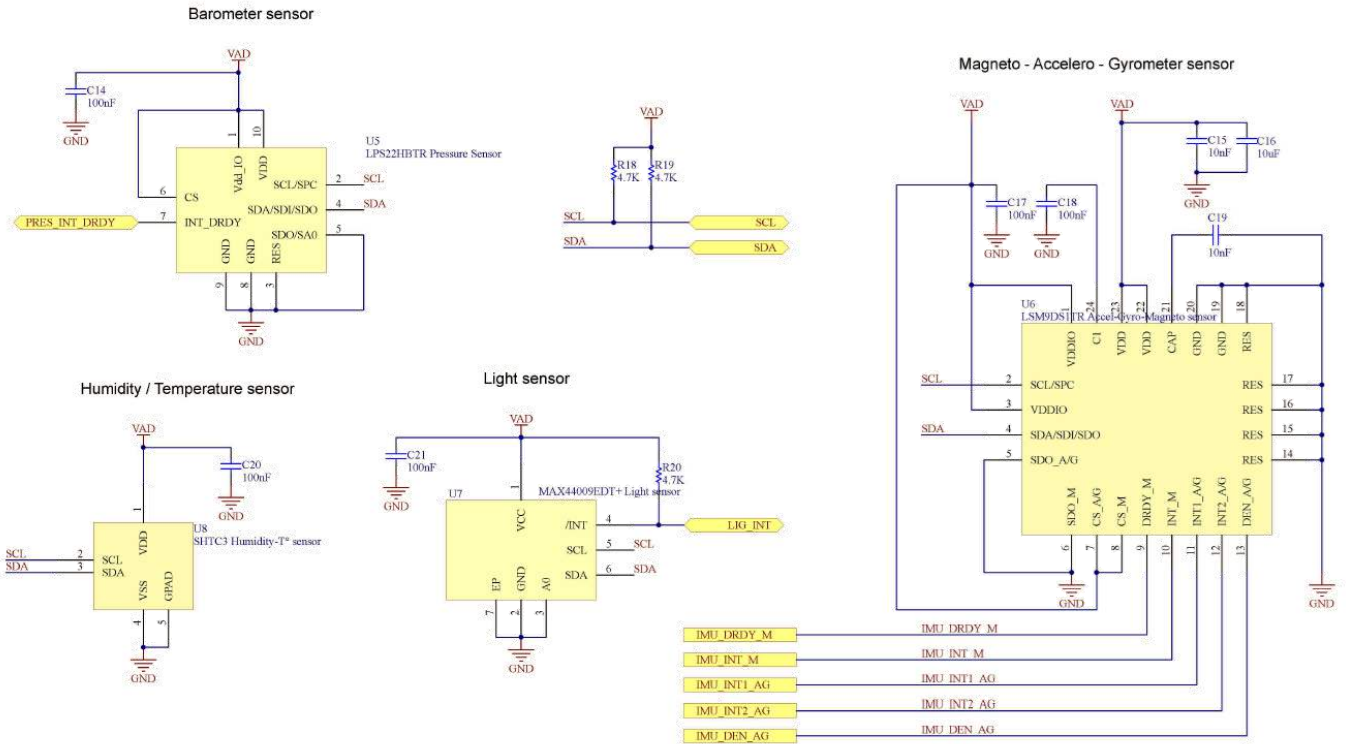 Barometer sensor
VAD
C14
100nF
GND
1
10
U5
LPS22HBTR Pressure Sensor
Vdd_IO
VDD
6
CS
SCL/SPC
2
SCL
SDA/SDI/SDO
4
SDA
PRES_INT_DRDY
7
INT_DRDY
SDO/SA0
5
GND
GND
RES
9
8
3
GND
VAD
R18
4.7K
R19
4.7K
SCL
SCL
SDA
SDA
Magneto - Accelero - Gyrometer sensor
VAD
VAD
C15
10nF
C16
10uF
GND
C17
100nF
C18
100nF
GND
GND
C19
10nF
U6
LSM9DS1TR Accel-Gyro-Magneto sensor
1
24
23
22
21
20
19
18
VDDIO
C1
VDD
VDD
CAP
GND
GND
RES
SCL
2
SCL/SPC
RES
17
3
VDDIO
RES
16
SDA
4
SDA/SDI/SDO
RES
15
5
SDO_A/G
RES
14
SDO_M
CS_A/G
CS_M
DRDY_M
INT_M
INT1_A/G
INT2_A/G
DEN_A/G
6
7
8
9
10
11
12
13
GND
GND
IMU_DRDY_M
IMU_DRDY_M
IMU_INT_M
IMU_INT_M
IMU_INT1_AG
IMU_INT1_AG
IMU_INT2_AG
IMU_INT2_AG
IMU_DEN_AG
IMU_DEN_AG
Humidity / Temperature sensor
VAD
C20
100nF
GND
1
U8
SHTC3 Humidity-T° sensor
VDD
SCL
2
SCL
SDA
3
SDA
VSS
GPAD
4
5
GND
Light sensor
VAD
C21
100nF
GND
R20
4.7K
U7
1
MAX44009EDT+ Light sensor
VCC
/INT
4
LIG_INT
SCL
5
SCL
SDA
6
SDA
EP
GND
A0
7
2
3
GND